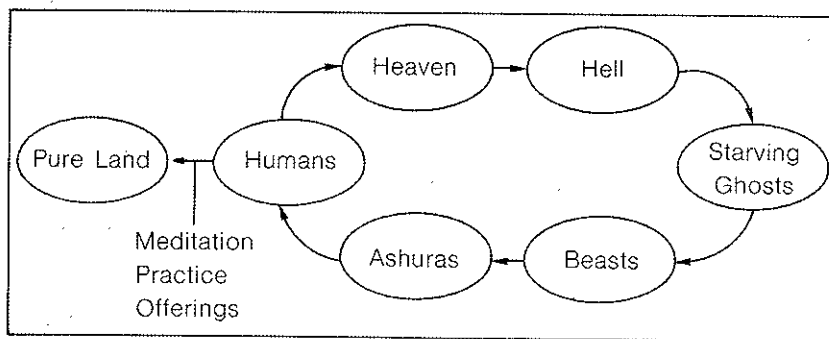 Heaven
Hell
Pure Land
Humans
Starving
Ghosts
Meditation
Practice
Offerings
Ashuras
Beasts